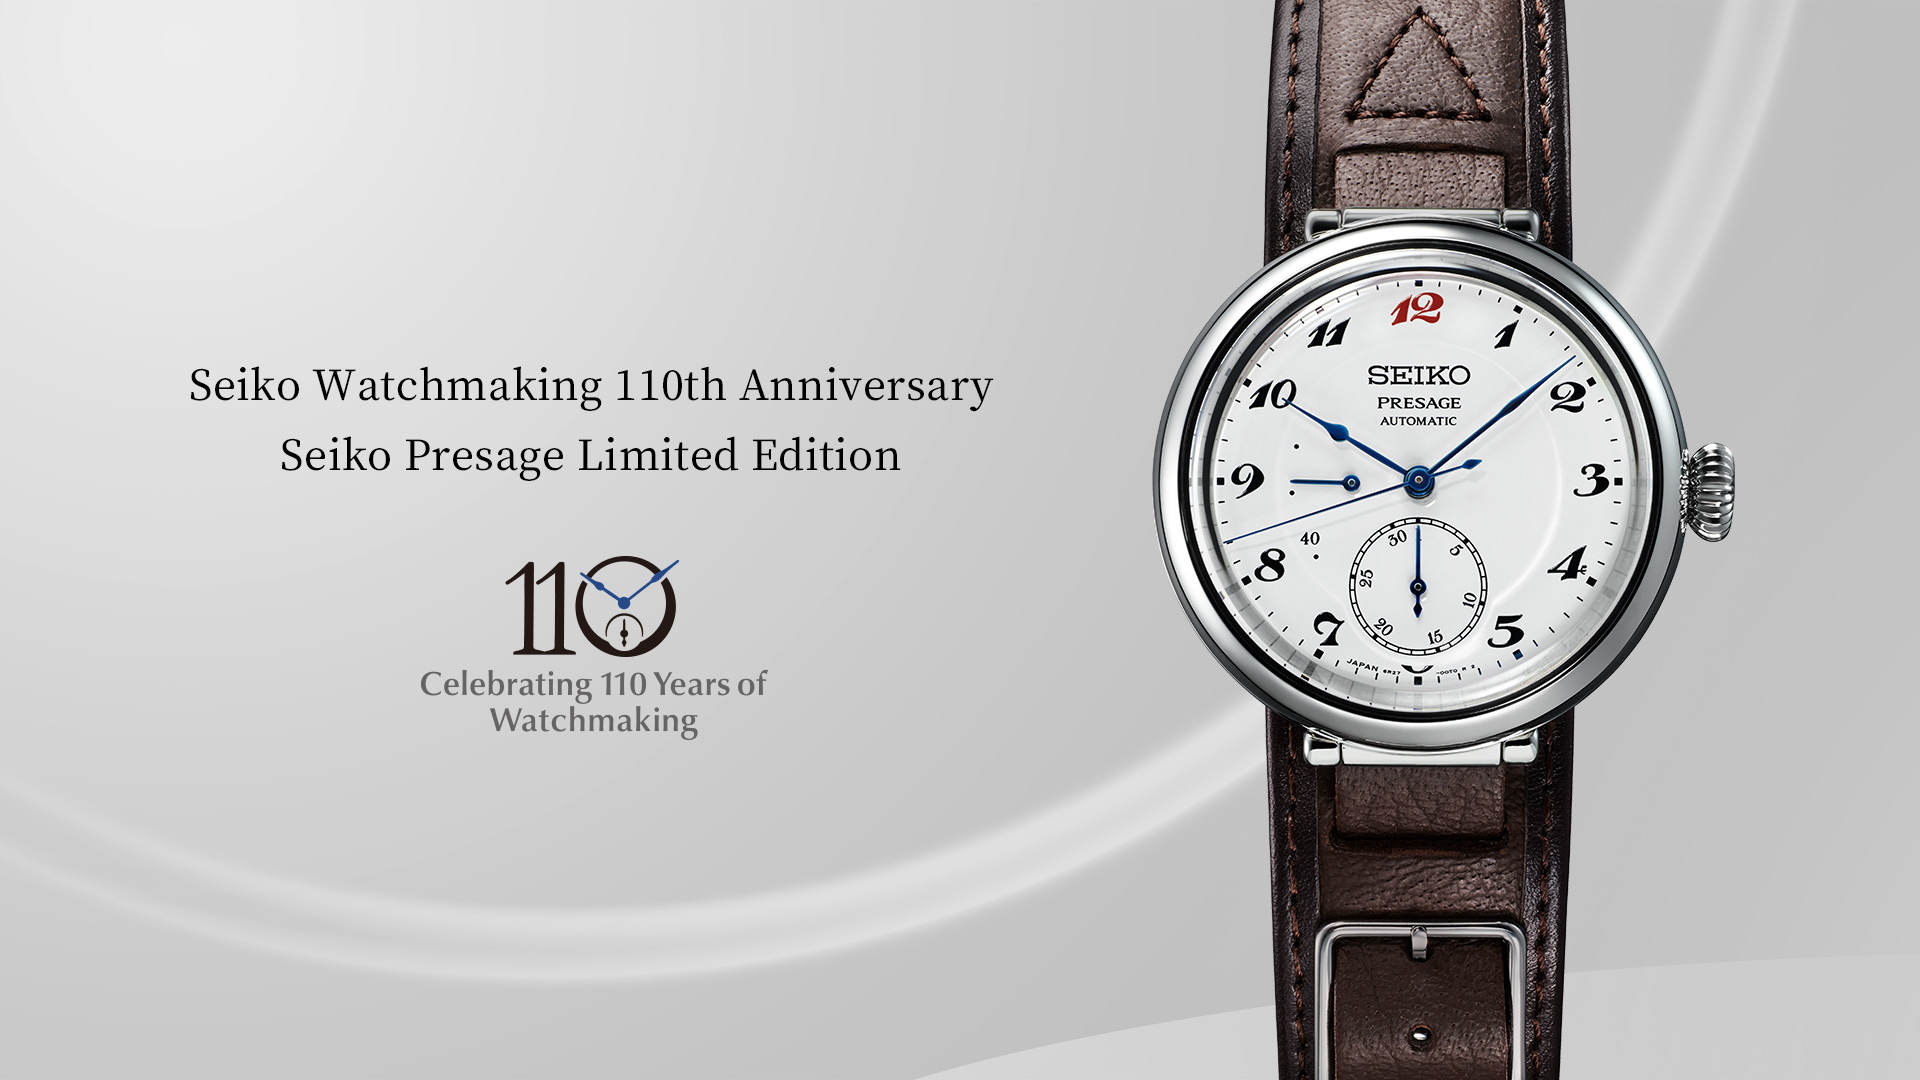 Seiko Watchmaking 110th Anniversary
Seiko Presage Limited Edition
110
Celebrating 110 Years of
Watchmaking
12
1
2
3
4
5
7
8
9
10
11
SEIKO
PRESAGE
AUTOMATIC
40
30
5
10
15
20
25
JAPAN 6R27